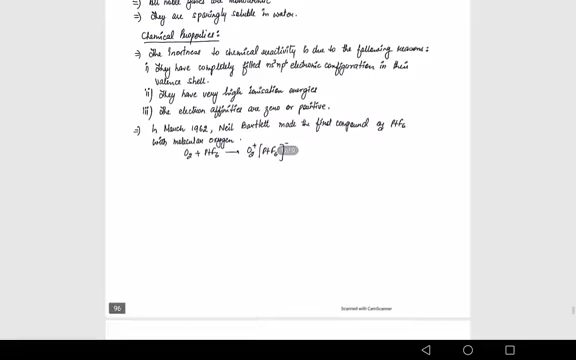 =) All noble gases are monoatomic
=) They are sparingly soluble in water.
Chemical Properties:
=) The Inertness to chemical reactivity is due to the following reasons:
i) They have completely filled ns²np⁶ electronic configuration in their
valence shell.
ii) They have very high ionisation energies
iii) The electron affinities are zero or positive.
=) In March 1962, Neil Bartlett made the first compound of PtF₆
with molecular oxygen.
O₂ + PtF₆ → O₂⁺ [PtF₆]⁻
96
Scanned with CamScanner